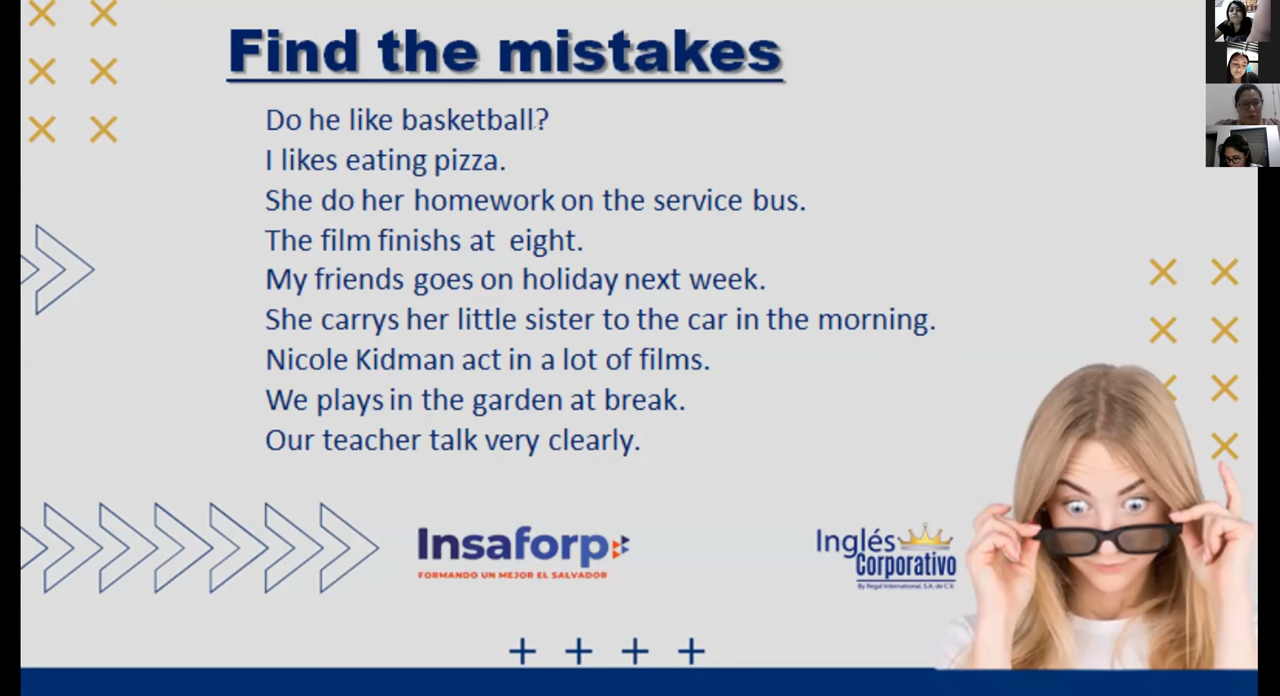 Find the mistakes
Do he like basketball?
I likes eating pizza.
She do her homework on the service bus.
The film finishs at eight.
My friends goes on holiday next week.
She carrys her little sister to the car in the morning.
Nicole Kidman act in a lot of films.
We plays in the garden at break.
Our teacher talk very clearly.
Insaforp
FORMANDO UN MEJOR EL SALVADOR
Inglés
Corporativo
By Regal International, S.A. de C.V.